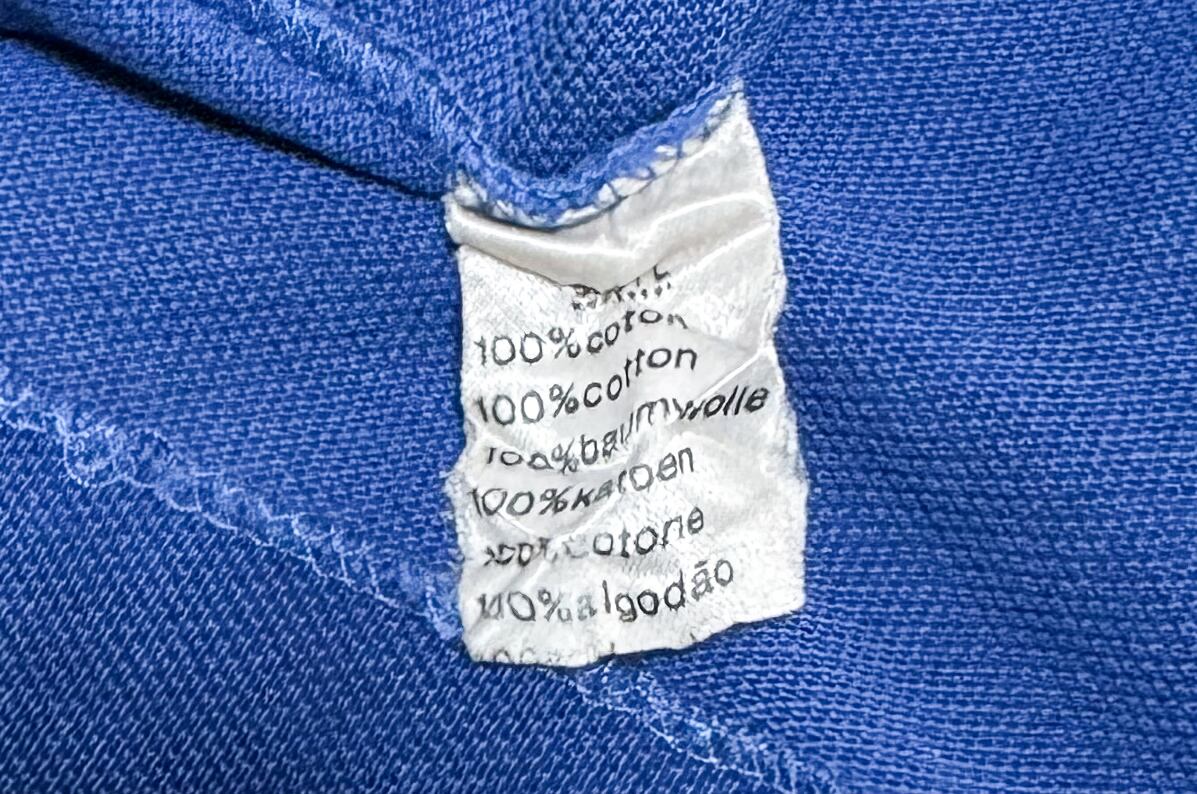 100%coton
100%cotton
100%baumwolle
100%katoen
cotone
algodão